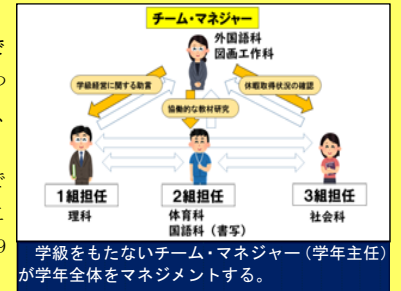 チーム・マネジャー
外国語科
図画工作科
学級経営に関する助言
休暇取得状況の確認
協働的な教材研究
1組担任
2組担任
3組担任
理科
体育科
国語科（書写）
社会科
学級をもたないチーム・マネジャー（学年主任）
が学年全体をマネジメントする。